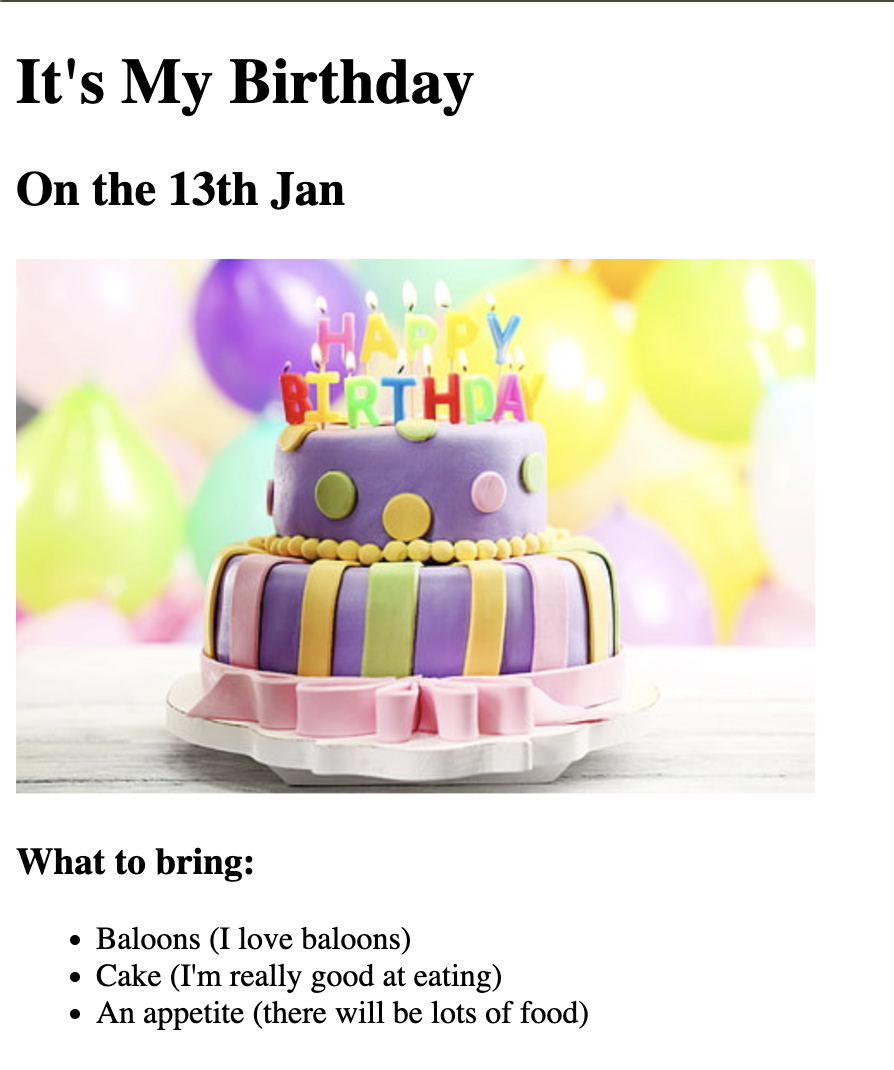 It's My Birthday
On the 13th Jan
HAPPY
BIRTHDAY
What to bring:
Baloons (I love baloons)
Cake (I'm really good at eating)
An appetite (there will be lots of food)